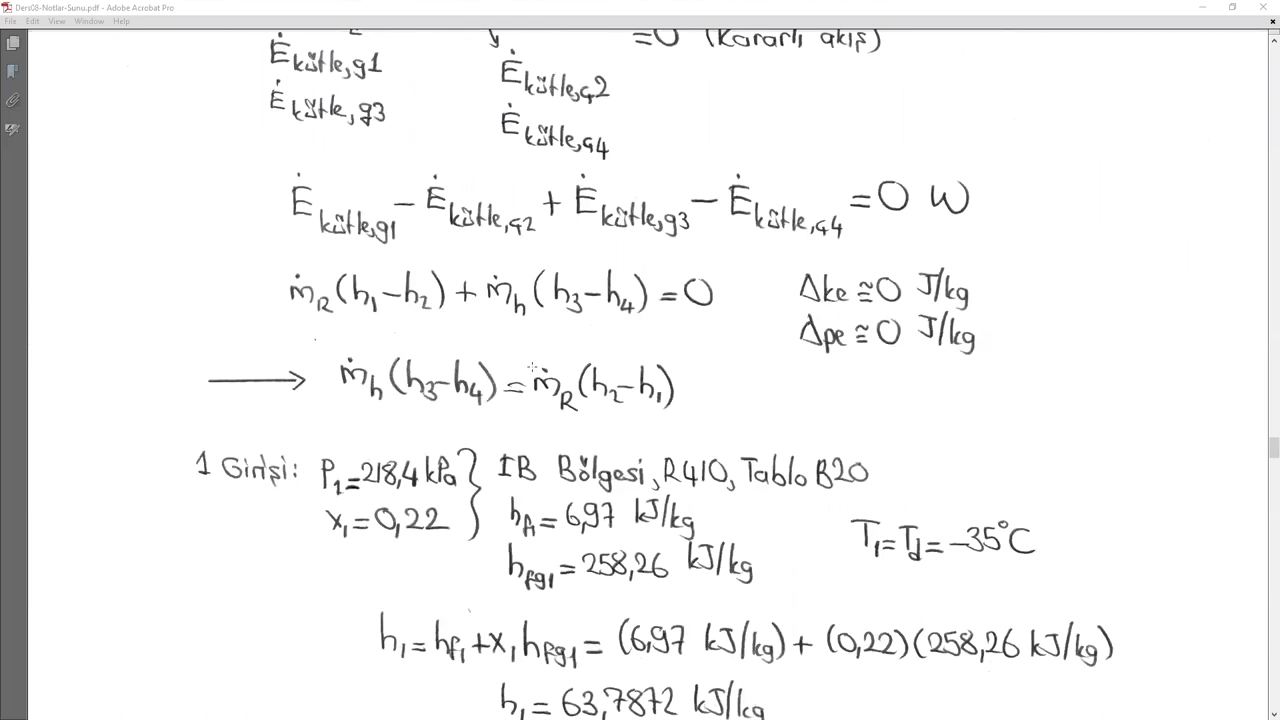 Ders08-Notlar-Sunu.pdf - Adobe Acrobat Pro
File Edit View Window Help
=0 (Kararlı akış)
Ėkütle,g1
Ėkütle,ç2
Ėkütle,g3
Ėkütle,ç4
Ėkütle,g1 − Ėkütle,ç2 + Ėkütle,g3 − Ėkütle,ç4 = 0 W
ṁR(h1−h2) + ṁh(h3−h4) = 0 Δke ≅ 0 J/kg
Δpe ≅ 0 J/kg
→ ṁh(h3−h4) = ṁR(h2−h1)
1 Girişi: P1=218,4 kPa } IB Bölgesi, R410, Tablo B20
x1=0,22 hf1 = 6,97 kJ/kg
T1=Td=−35°C
hfg1 = 258,26 kJ/kg
h1 = hf1 + x1 hfg1 = (6,97 kJ/kg) + (0,22)(258,26 kJ/kg)
h1 = 63,7872 kJ/kg